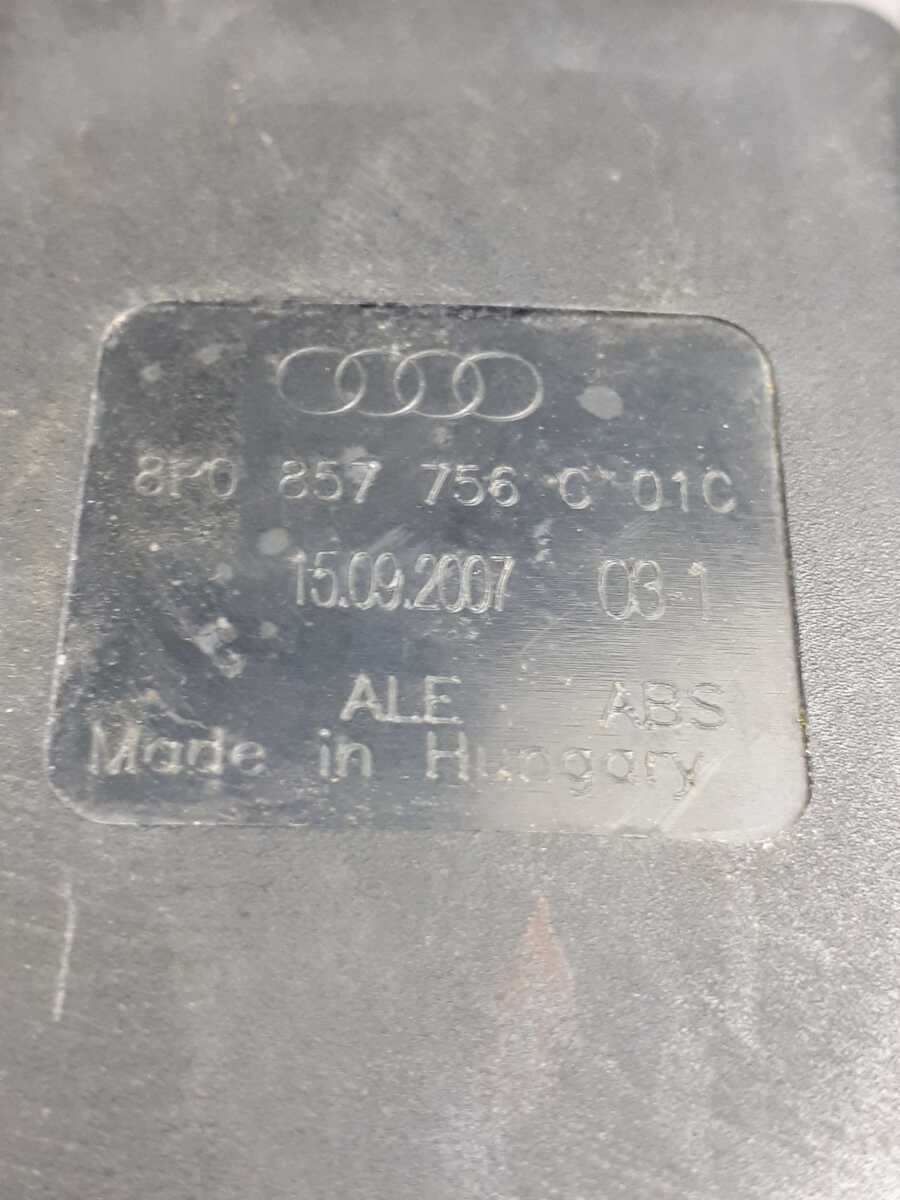 8P0 857 756 C 01C
15.09.2007 03 1
ALE ABS
Made in Hungary